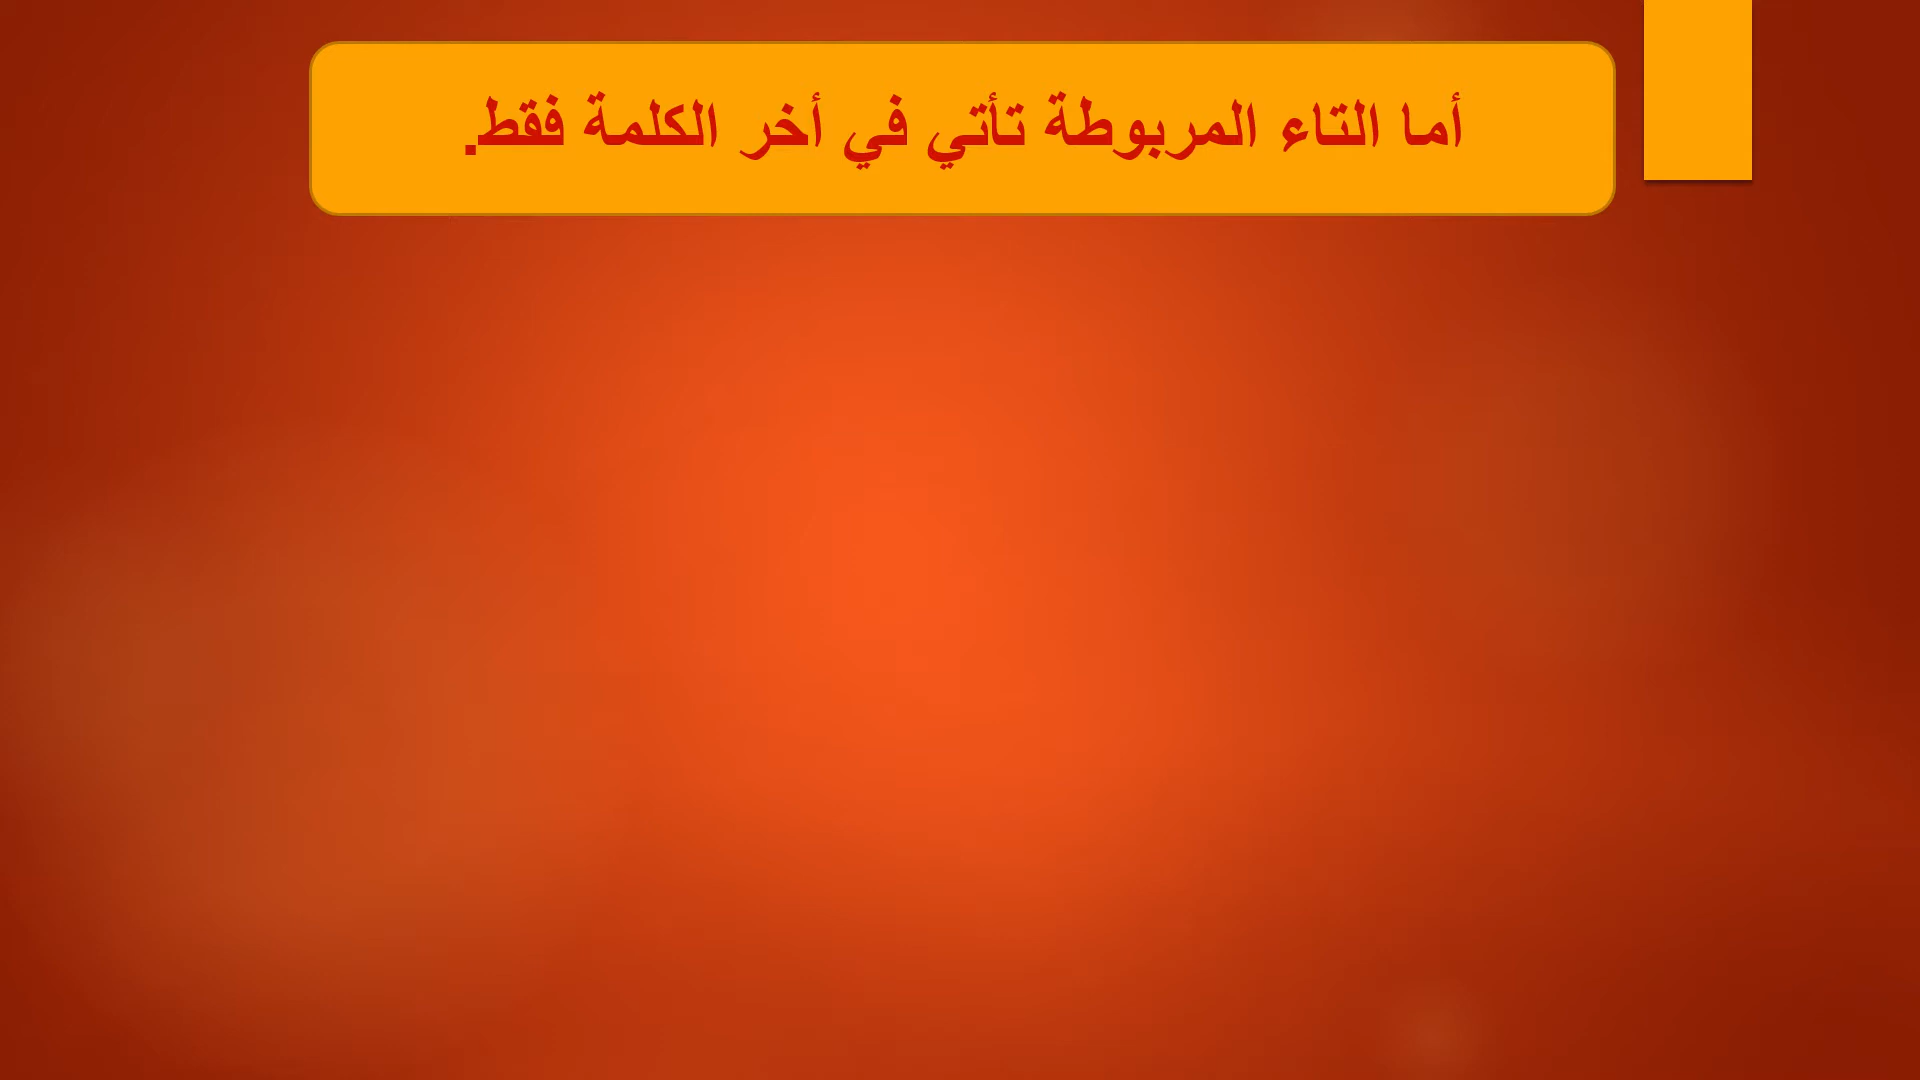 أما التاء المربوطة تأتي في أخر الكلمة فقط.